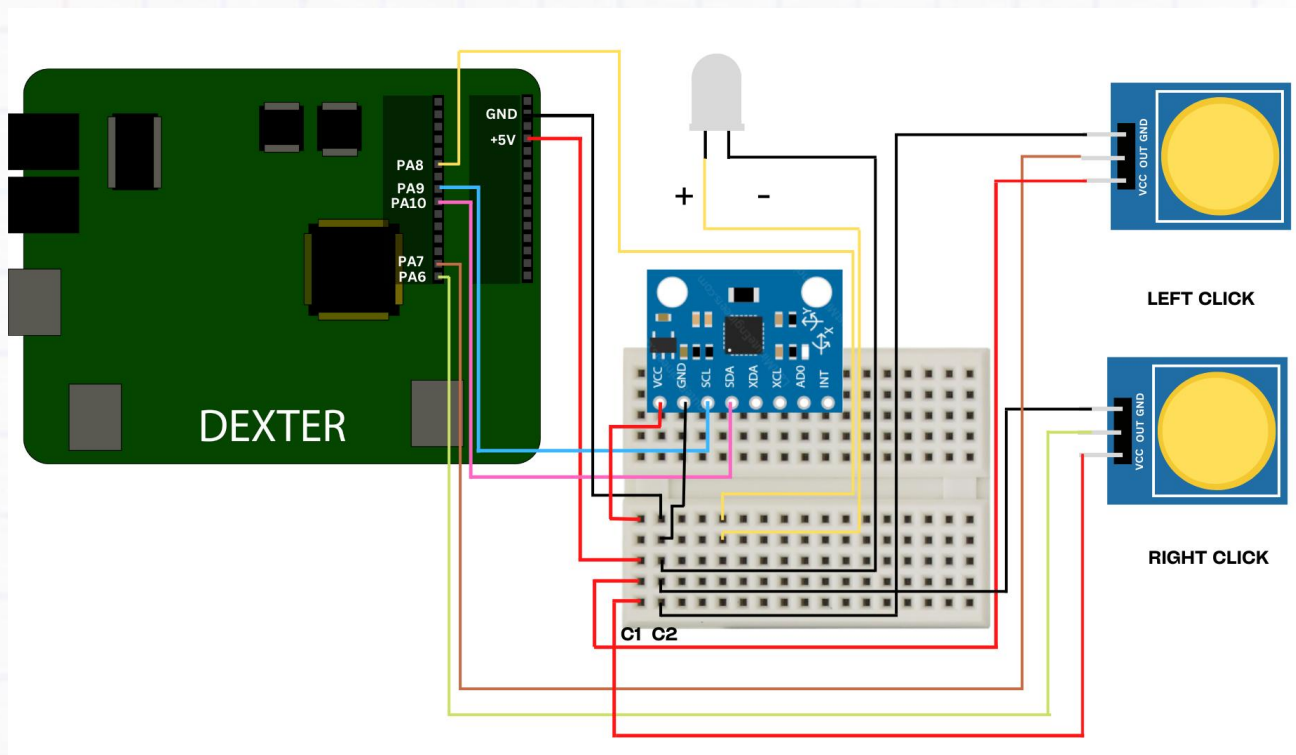 GND
+5V
PA8
PA9
PA10
PA7
PA6
DEXTER
+ -
VCC GND SCL SDA XDA XCL AD0 INT
Y
X
C1 C2
VCC OUT GND
LEFT CLICK
VCC OUT GND
RIGHT CLICK